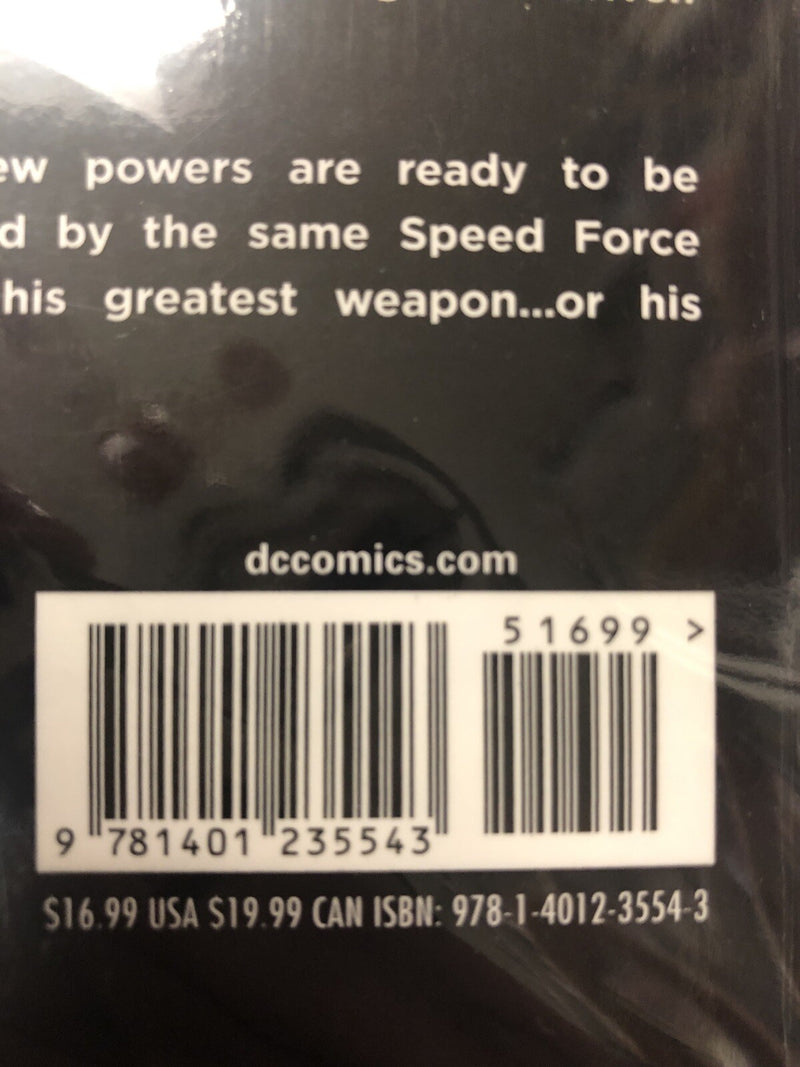 powers are ready to be
by the same Speed Force
his greatest weapon...or his
dccomics.com
51699 >
9 781401 235543
$16.99 USA $19.99 CAN ISBN: 978-1-4012-3554-3